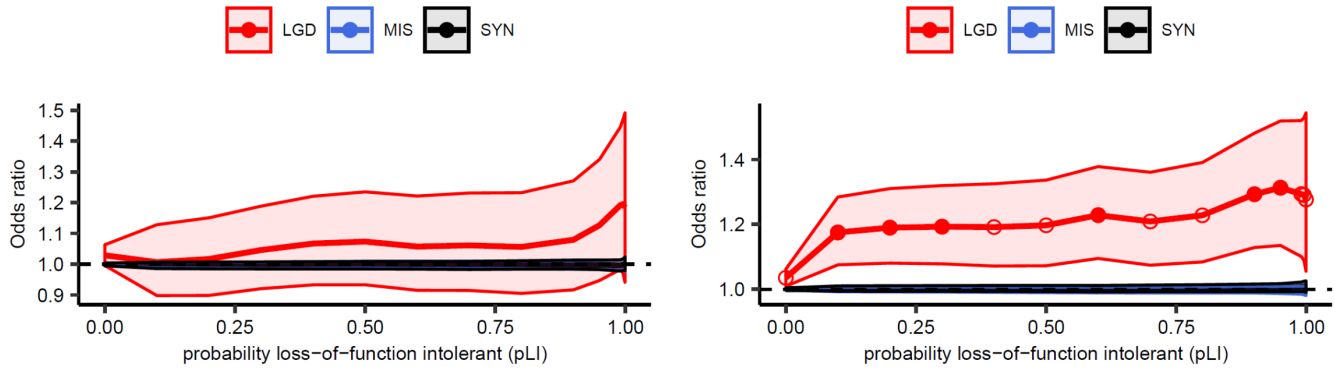 LGD MIS SYN
Odds ratio
1.5
1.4
1.3
1.2
1.1
1.0
0.9
0.00 0.25 0.50 0.75 1.00
probability loss−of−function intolerant (pLI)
LGD MIS SYN
Odds ratio
1.4
1.2
1.0
0.00 0.25 0.50 0.75 1.00
probability loss−of−function intolerant (pLI)